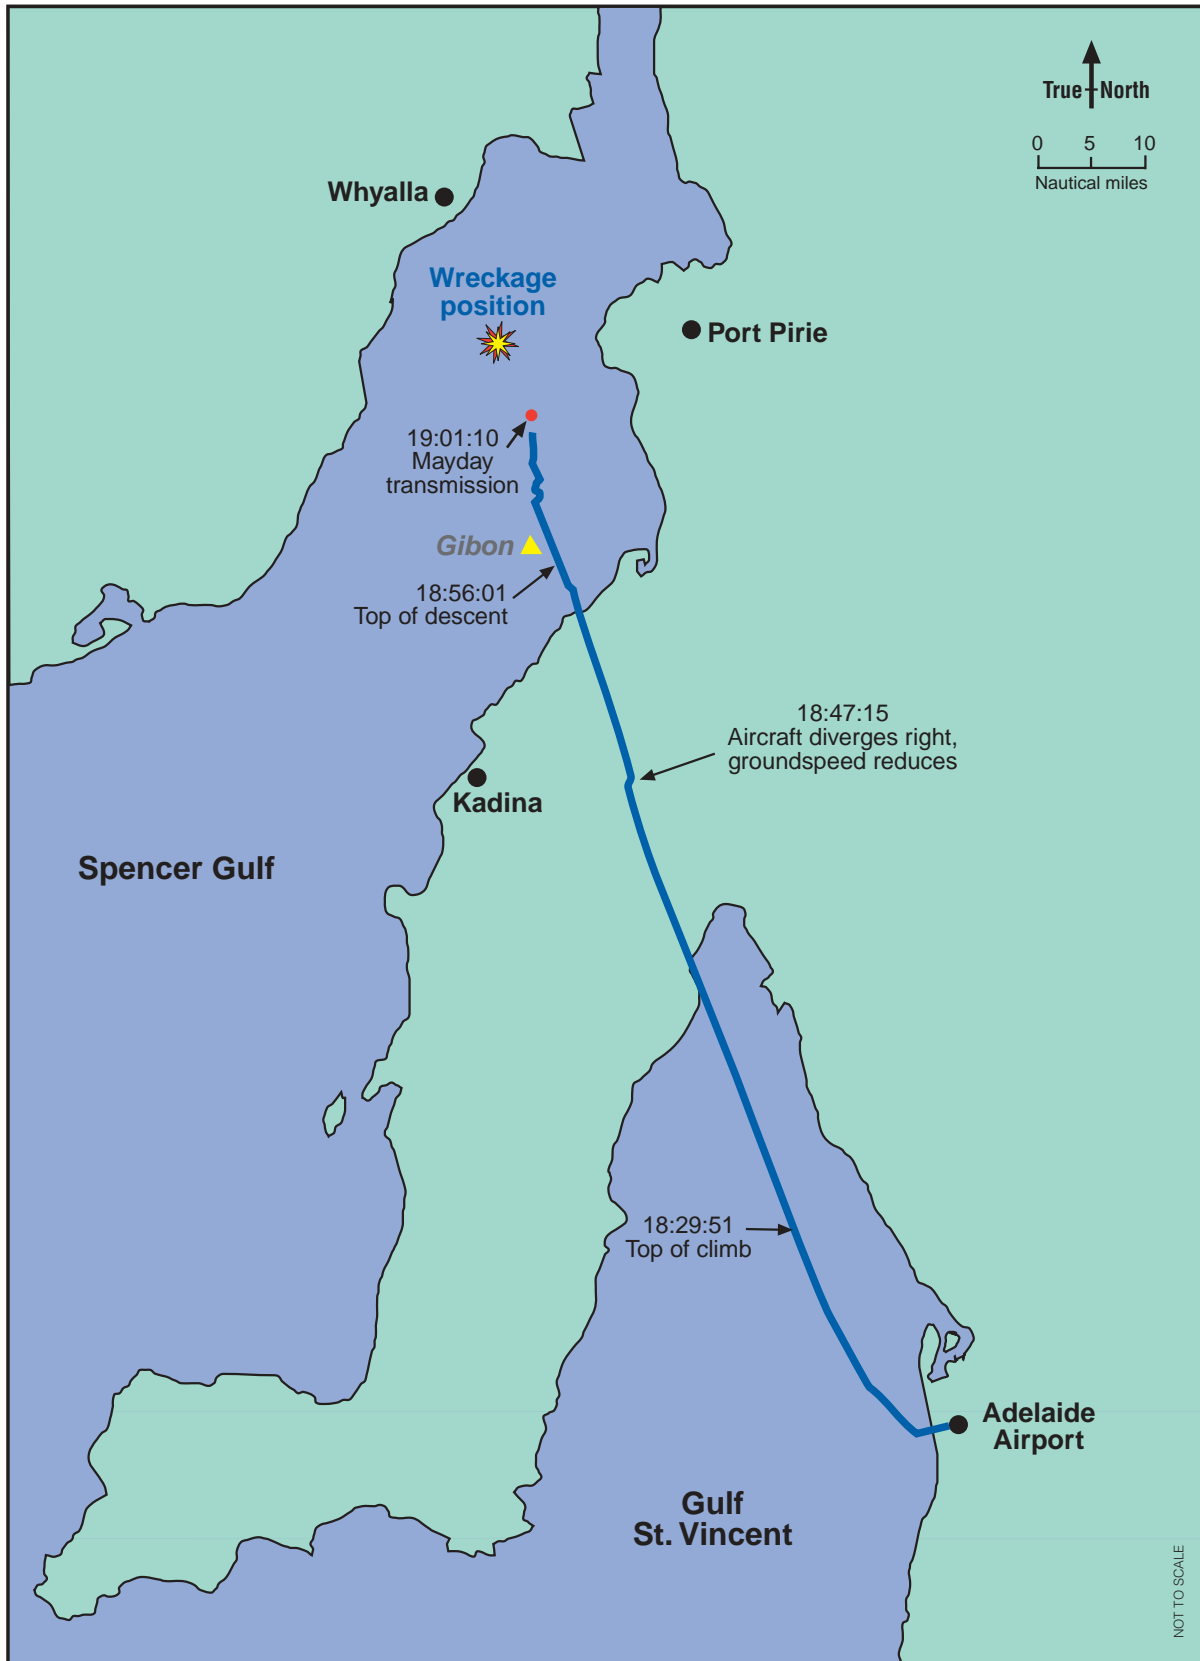 True North
0 5 10
Nautical miles
Whyalla
Wreckage
position
Port Pirie
19:01:10
Mayday
transmission
Gibon
18:56:01
Top of descent
18:47:15
Aircraft diverges right,
groundspeed reduces
Kadina
Spencer Gulf
18:29:51
Top of climb
Adelaide
Airport
Gulf
St. Vincent
NOT TO SCALE